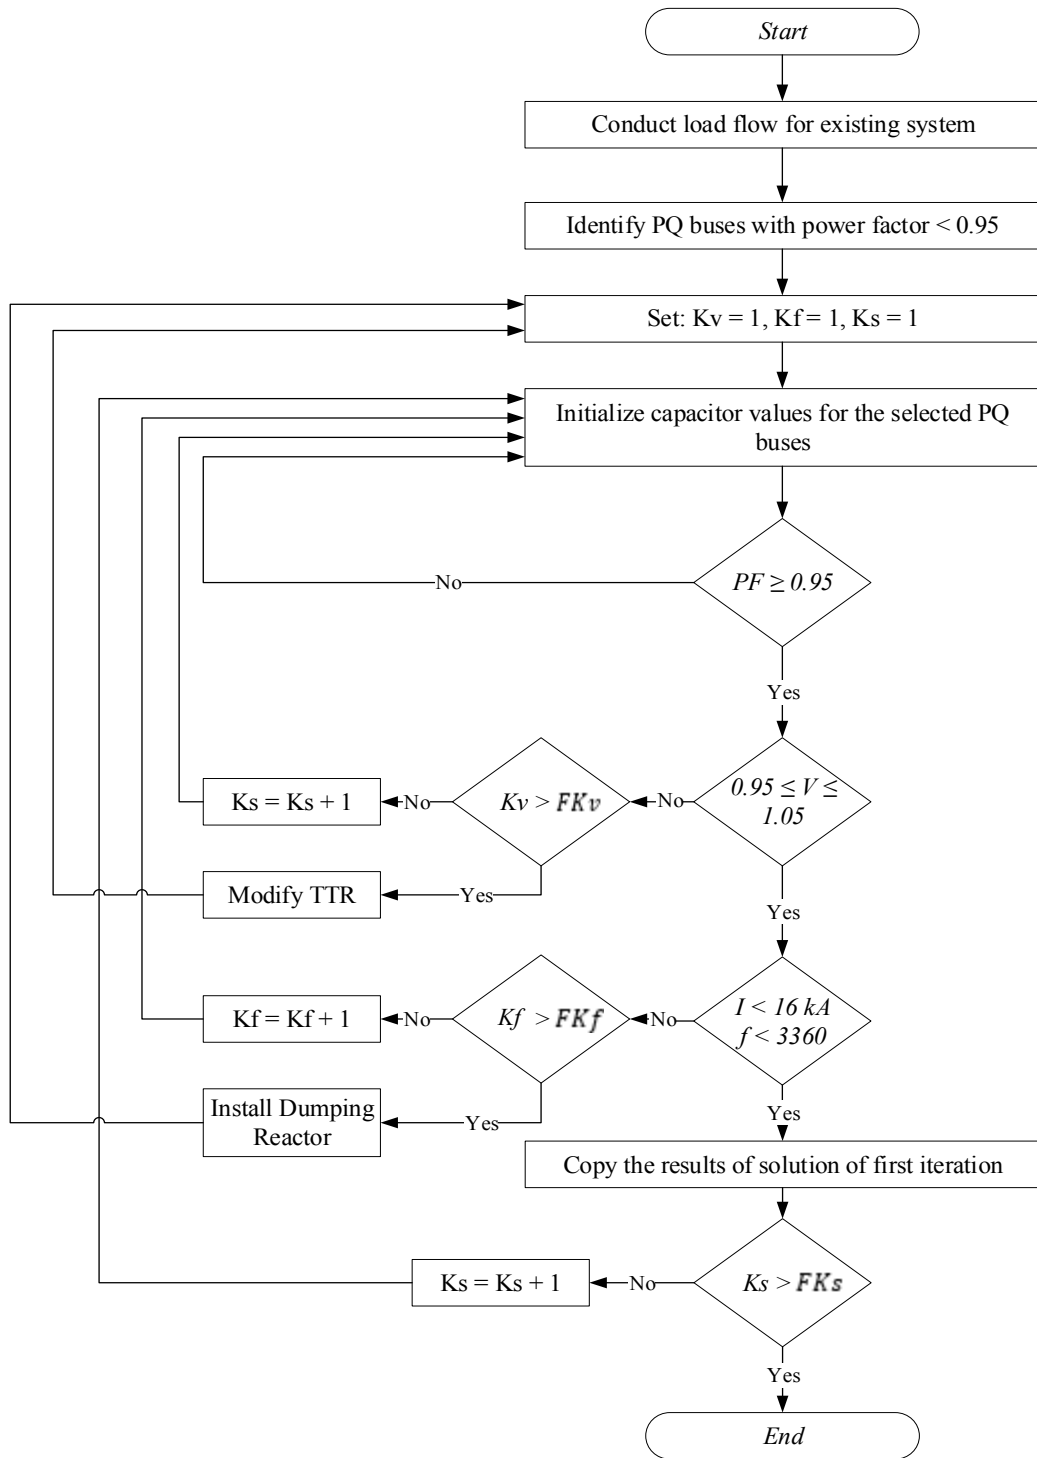 Start
Conduct load flow for existing system
Identify PQ buses with power factor < 0.95
Set: Kv = 1, Kf = 1, Ks = 1
Initialize capacitor values for the selected PQ
buses
PF ≥ 0.95
No
Yes
0.95 ≤ V ≤
1.05
No
Kv > FKv
No
Ks = Ks + 1
Yes
Modify TTR
Yes
I < 16 kA
f < 3360
No
Kf > FKf
No
Kf = Kf + 1
Yes
Install Dumping
Reactor
Yes
Copy the results of solution of first iteration
Ks > FKs
No
Ks = Ks + 1
Yes
End